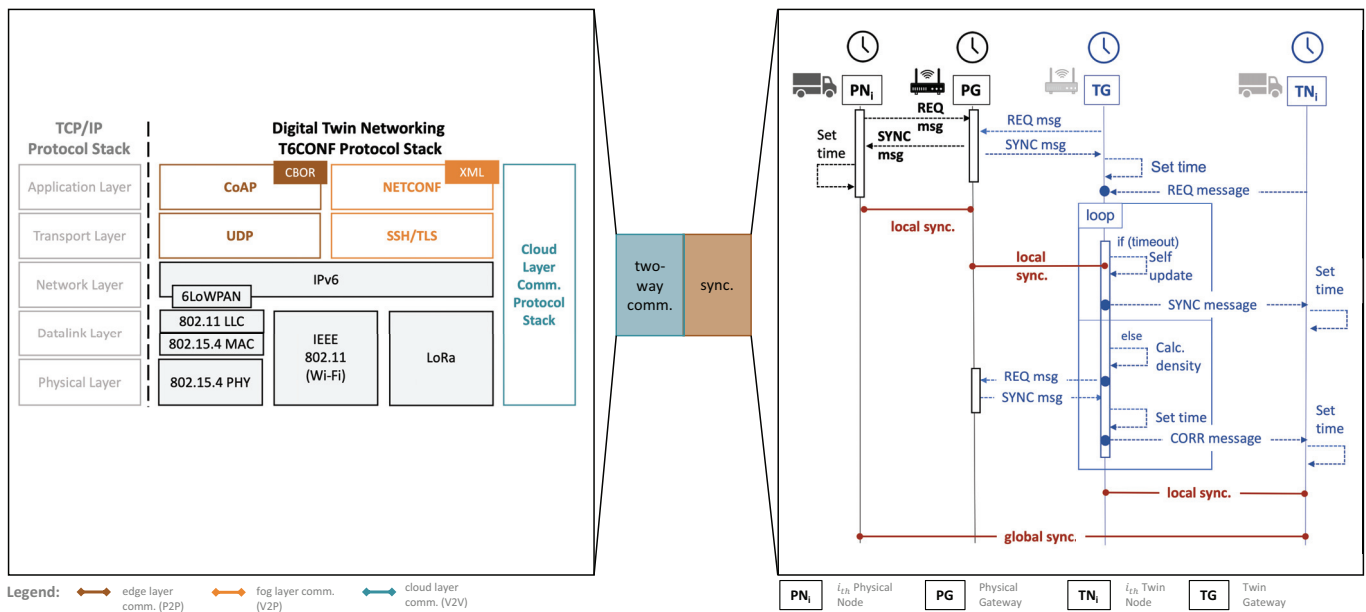 TCP/IP
Protocol Stack
Digital Twin Networking
T6CONF Protocol Stack
Application Layer
CoAP
CBOR
NETCONF
XML
Transport Layer
UDP
SSH/TLS
Network Layer
IPv6
6LoWPAN
Datalink Layer
802.11 LLC
802.15.4 MAC
IEEE
802.11
(Wi-Fi)
LoRa
Physical Layer
802.15.4 PHY
Cloud
Layer
Comm.
Protocol
Stack
two-
way
comm.
sync.
PNi
PG
TG
TNi
REQ
msg
SYNC
msg
Set
time
REQ msg
SYNC msg
Set time
REQ message
local sync.
loop
if (timeout)
Self
update
local
sync.
Set
time
SYNC message
else
Calc.
density
REQ msg
SYNC msg
Set time
Set
time
CORR message
local sync.
global sync.
Legend:
edge layer
comm. (P2P)
fog layer comm.
(V2P)
cloud layer
comm. (V2V)
PNi
ith Physical
Node
PG
Physical
Gateway
TNi
ith Twin
Node
TG
Twin
Gateway